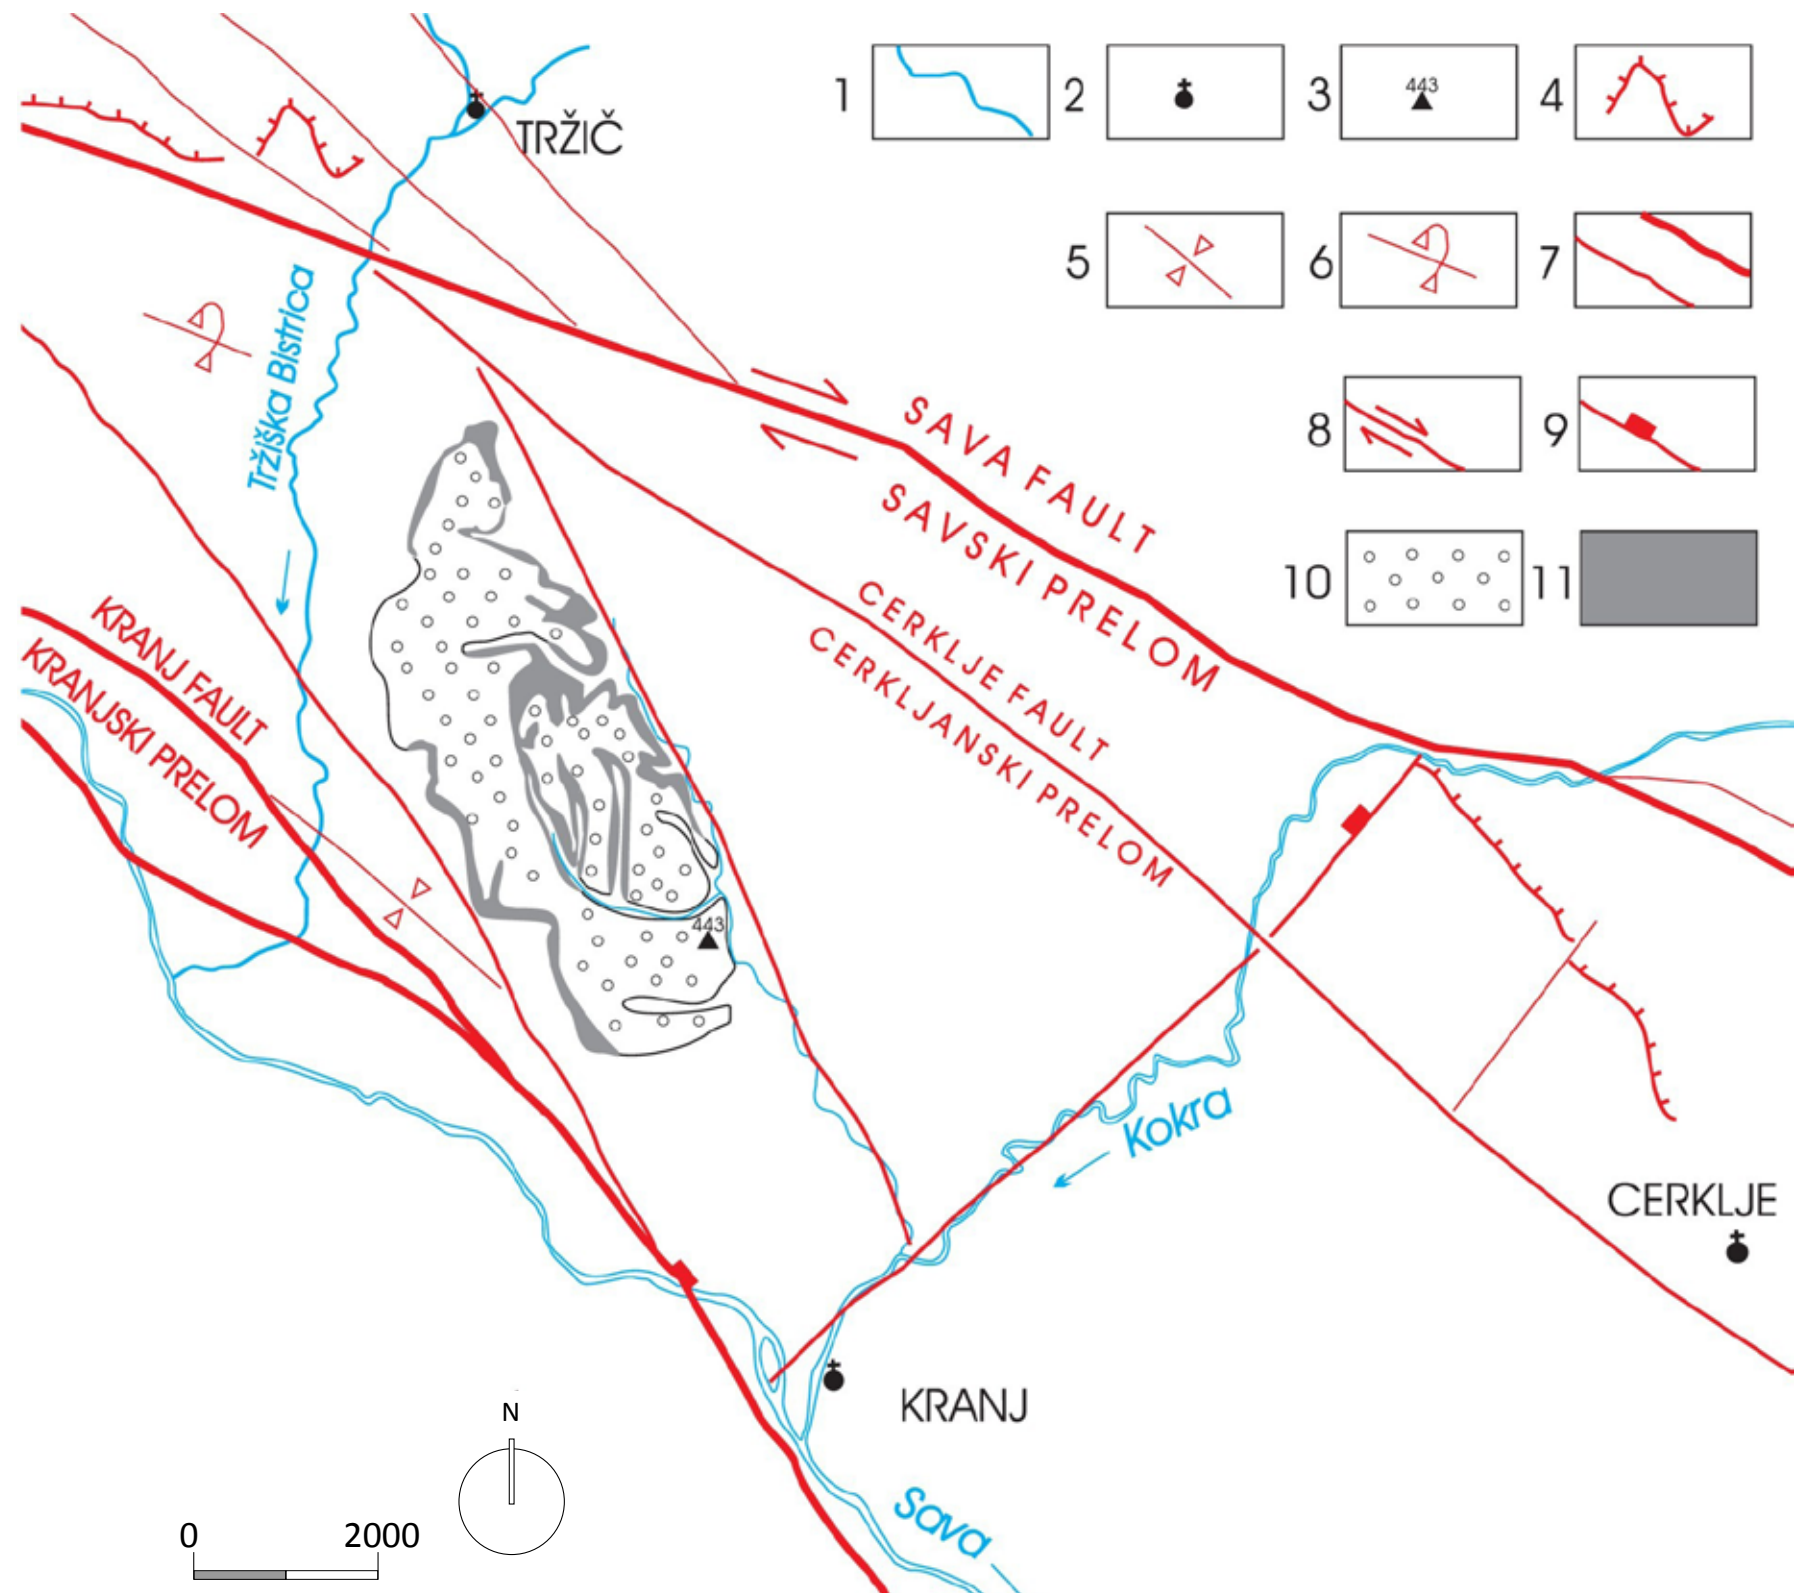 1
2
3
443
4
TRŽIČ
5
6
7
Tržiška Bistrica
8
9
SAVA FAULT
SAVSKI PRELOM
10
11
CERKLJE FAULT
CERKLJANSKI PRELOM
KRANJ FAULT
KRANJSKI PRELOM
443
Kokra
CERKLJE
KRANJ
N
Sava
0
2000